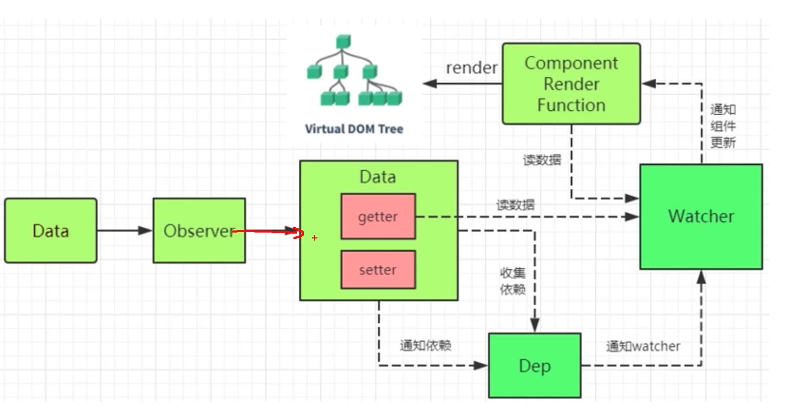 render
Component
Render
Function
通知
组件
更新
Virtual DOM Tree
读数据
Data
getter
读数据
Watcher
Data
Observer
setter
收集
依赖
通知依赖
Dep
通知watcher